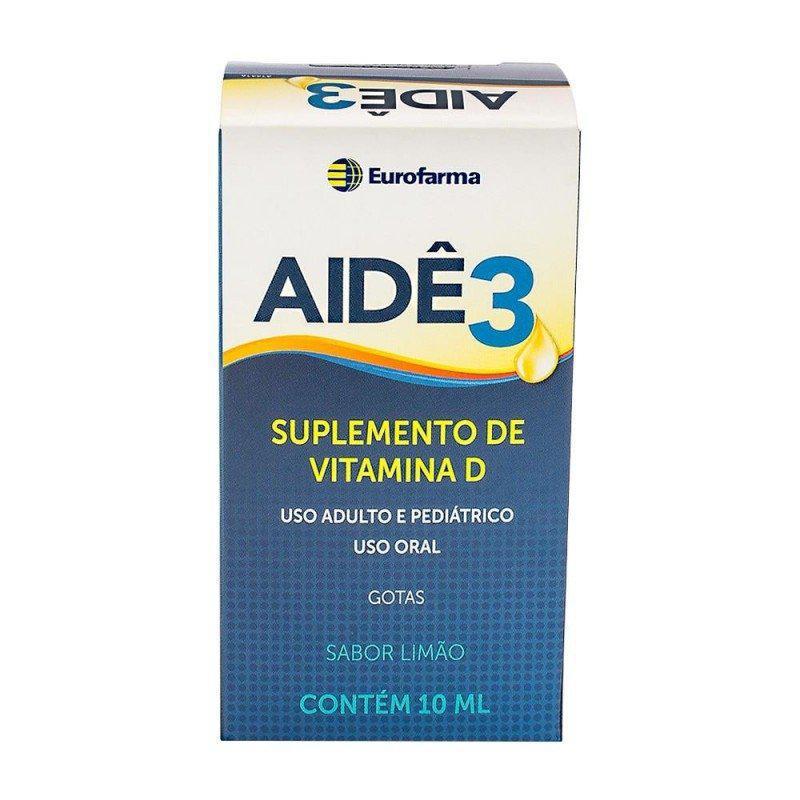 AIDÊ3
Eurofarma
AIDÊ3
SUPLEMENTO DE
VITAMINA D
USO ADULTO E PEDIÁTRICO
USO ORAL
GOTAS
SABOR LIMÃO
CONTÉM 10 ML